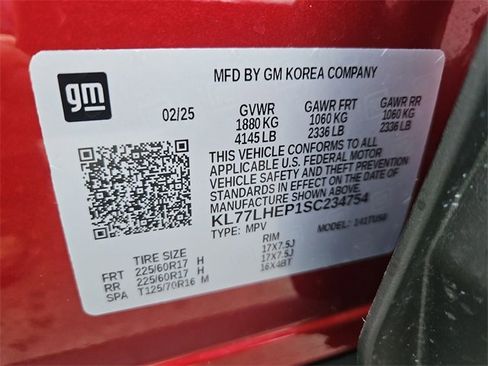 gm
MFD BY GM KOREA COMPANY
02/25 GVWR GAWR FRT GAWR RR
1880 KG 1060 KG 1060 KG
4145 LB 2336 LB 2336 LB
THIS VEHICLE CONFORMS TO ALL
APPLICABLE U.S. FEDERAL MOTOR
VEHICLE SAFETY AND THEFT PREVENTION
STANDARDS IN EFFECT ON THE DATE OF
MANUFACTURE SHOWN ABOVE.
KL77LHEP1SC234754
TYPE: MPV MODEL:
TIRE SIZE RIM
FRT 225/60R17 H 17X7.5J
RR 225/60R17 H 17X7.5J
SPA T125/70R16 M 16X4BT